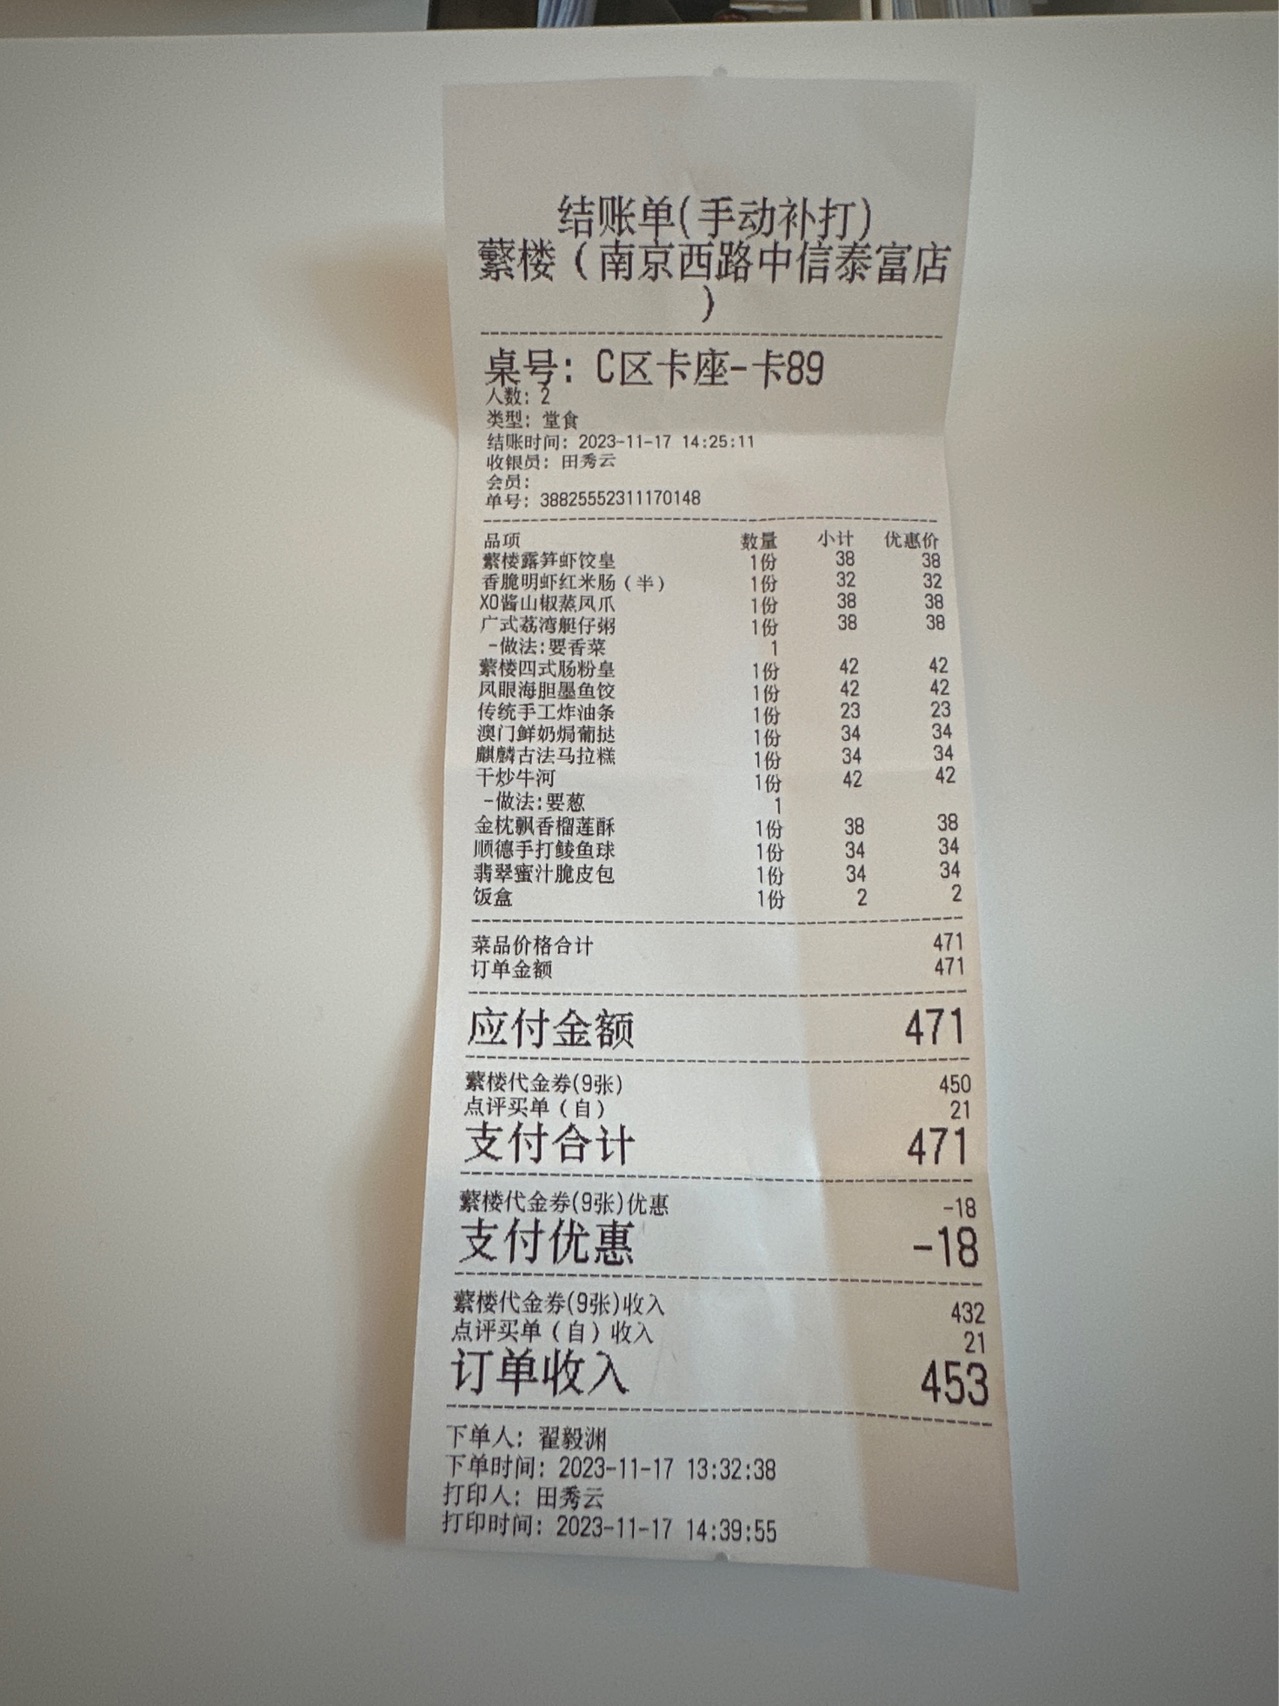 结账单(手动补打)
蘩楼（南京西路中信泰富店
）
桌号: C区卡座-卡89
人数: 2
类型: 堂食
结账时间: 2023-11-17 14:25:11
收银员: 田秀云
会员:
单号: 38825552311170148
品项 数量 小计 优惠价
蘩楼露笋虾饺皇 1份 38 38
香脆明虾红米肠（半） 1份 32 32
XO酱山椒蒸凤爪 1份 38 38
广式荔湾艇仔粥 1份 38 38
-做法:要香菜 1
蘩楼四式肠粉皇 1份 42 42
凤眼海胆墨鱼饺 1份 42 42
传统手工炸油条 1份 23 23
澳门鲜奶焗葡挞 1份 34 34
麒麟古法马拉糕 1份 34 34
干炒牛河 1份 42 42
-做法:要葱 1
金枕飘香榴莲酥 1份 38 38
顺德手打鲮鱼球 1份 34 34
翡翠蜜汁脆皮包 1份 34 34
饭盒 1份 2 2
菜品价格合计 471
订单金额 471
应付金额 471
蘩楼代金券(9张) 450
点评买单（自） 21
支付合计 471
蘩楼代金券(9张)优惠 -18
支付优惠 -18
蘩楼代金券(9张)收入 432
点评买单（自）收入 21
订单收入 453
下单人: 翟毅渊
下单时间: 2023-11-17 13:32:38
打印人: 田秀云
打印时间: 2023-11-17 14:39:55